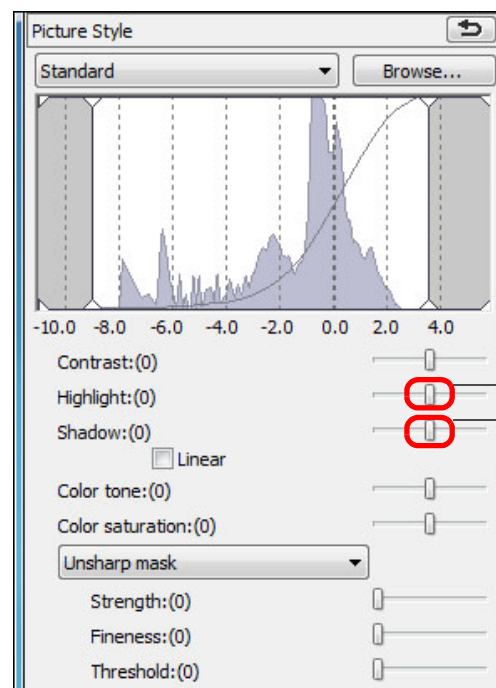 Picture Style
Standard Browse...
-10.0 -8.0 -6.0 -4.0 -2.0 0.0 2.0 4.0
Contrast:(0)
Highlight:(0)
Shadow:(0)
Linear
Color tone:(0)
Color saturation:(0)
Unsharp mask
Strength:(0)
Fineness:(0)
Threshold:(0)